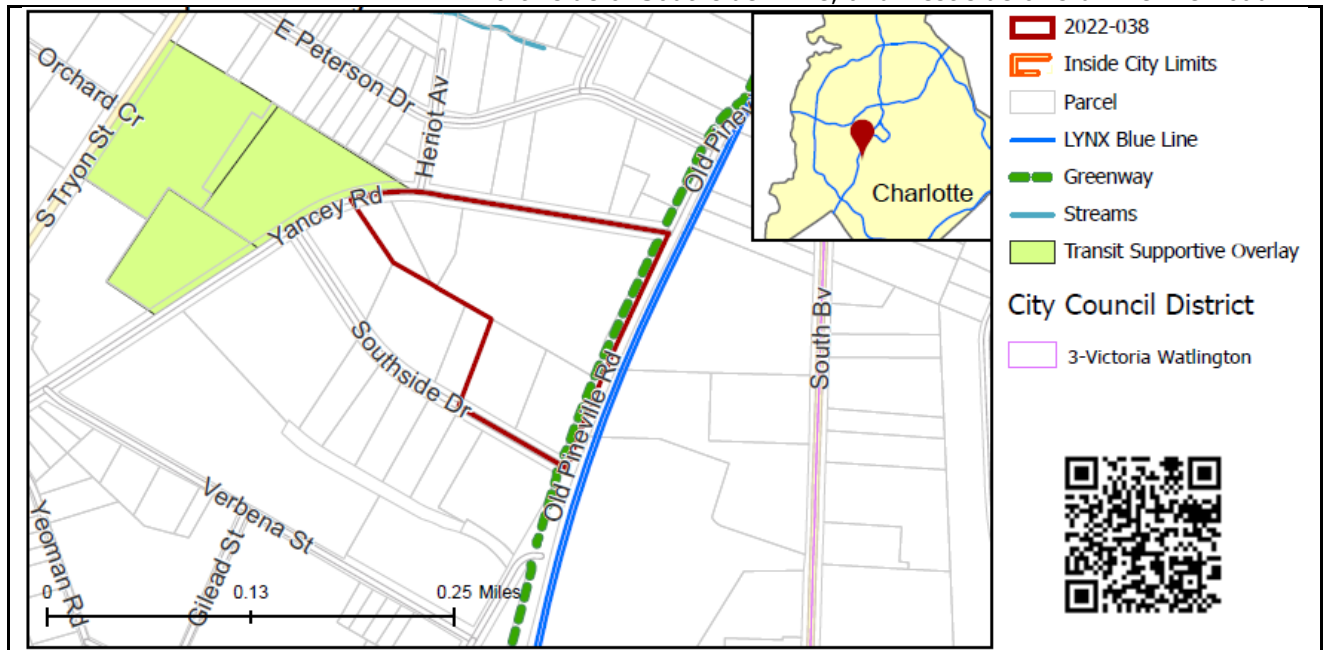 2022-038
Inside City Limits
Parcel
LYNX Blue Line
Greenway
Streams
Transit Supportive Overlay
City Council District
3-Victoria Watlington
E Peterson Dr
Orchard Cr
S Tryon St
Heriot Av
Old Pinev
Yancey Rd
Charlotte
South Bv
Southside Dr
Old Pineville Rd
Verbena St
Yeoman Rd
Gilead St
0
0.13
0.25 Miles